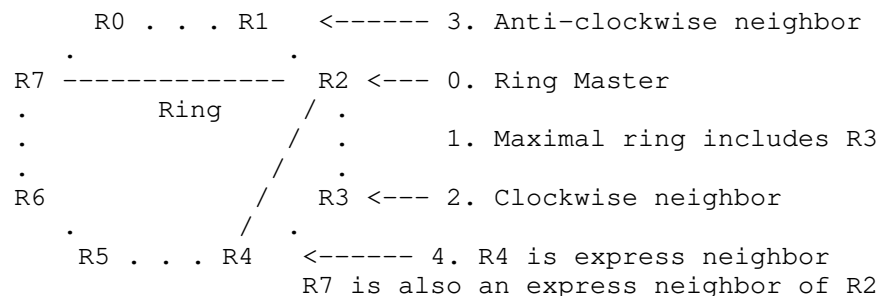 R0 . . . R1 <------ 3. Anti-clockwise neighbor
. .
R7 -------------- R2 <--- 0. Ring Master
. Ring / .
. / . 1. Maximal ring includes R3
. / .
R6 / R3 <--- 2. Clockwise neighbor
. / .
R5 . . . R4 <------ 4. R4 is express neighbor
R7 is also an express neighbor of R2